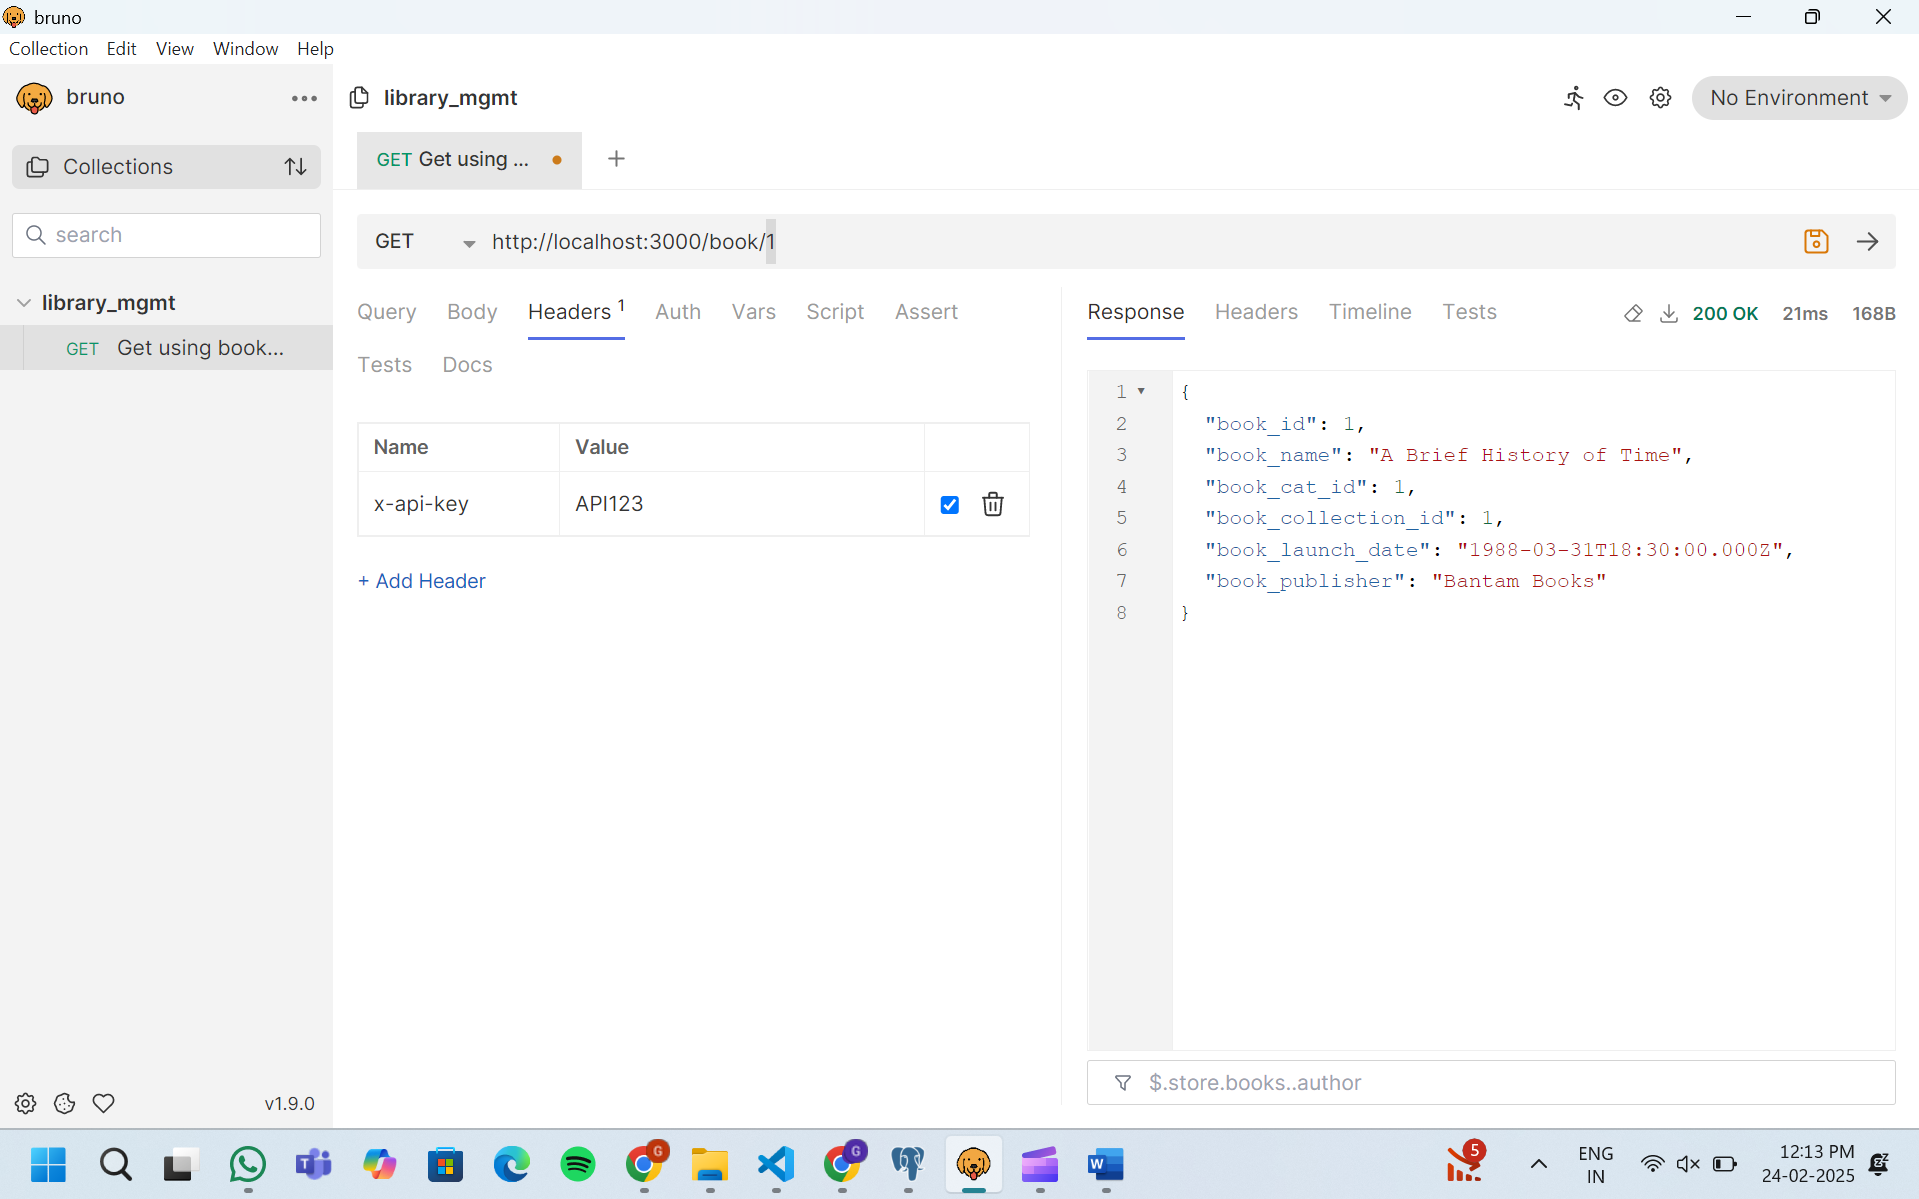 bruno
Collection Edit View Window Help
bruno
library_mgmt
No Environment
Collections
GET Get using ...
search
GET http://localhost:3000/book/1
library_mgmt
GET Get using book...
Query Body Headers 1 Auth Vars Script Assert
Tests Docs
Response Headers Timeline Tests 200 OK 21ms 168B
Name Value
x-api-key API123
+ Add Header
1 {
2 "book_id": 1,
3 "book_name": "A Brief History of Time",
4 "book_cat_id": 1,
5 "book_collection_id": 1,
6 "book_launch_date": "1988-03-31T18:30:00.000Z",
7 "book_publisher": "Bantam Books"
8 }
$.store.books..author
v1.9.0
T
G
G
W
5
ENG
IN
12:13 PM
24-02-2025